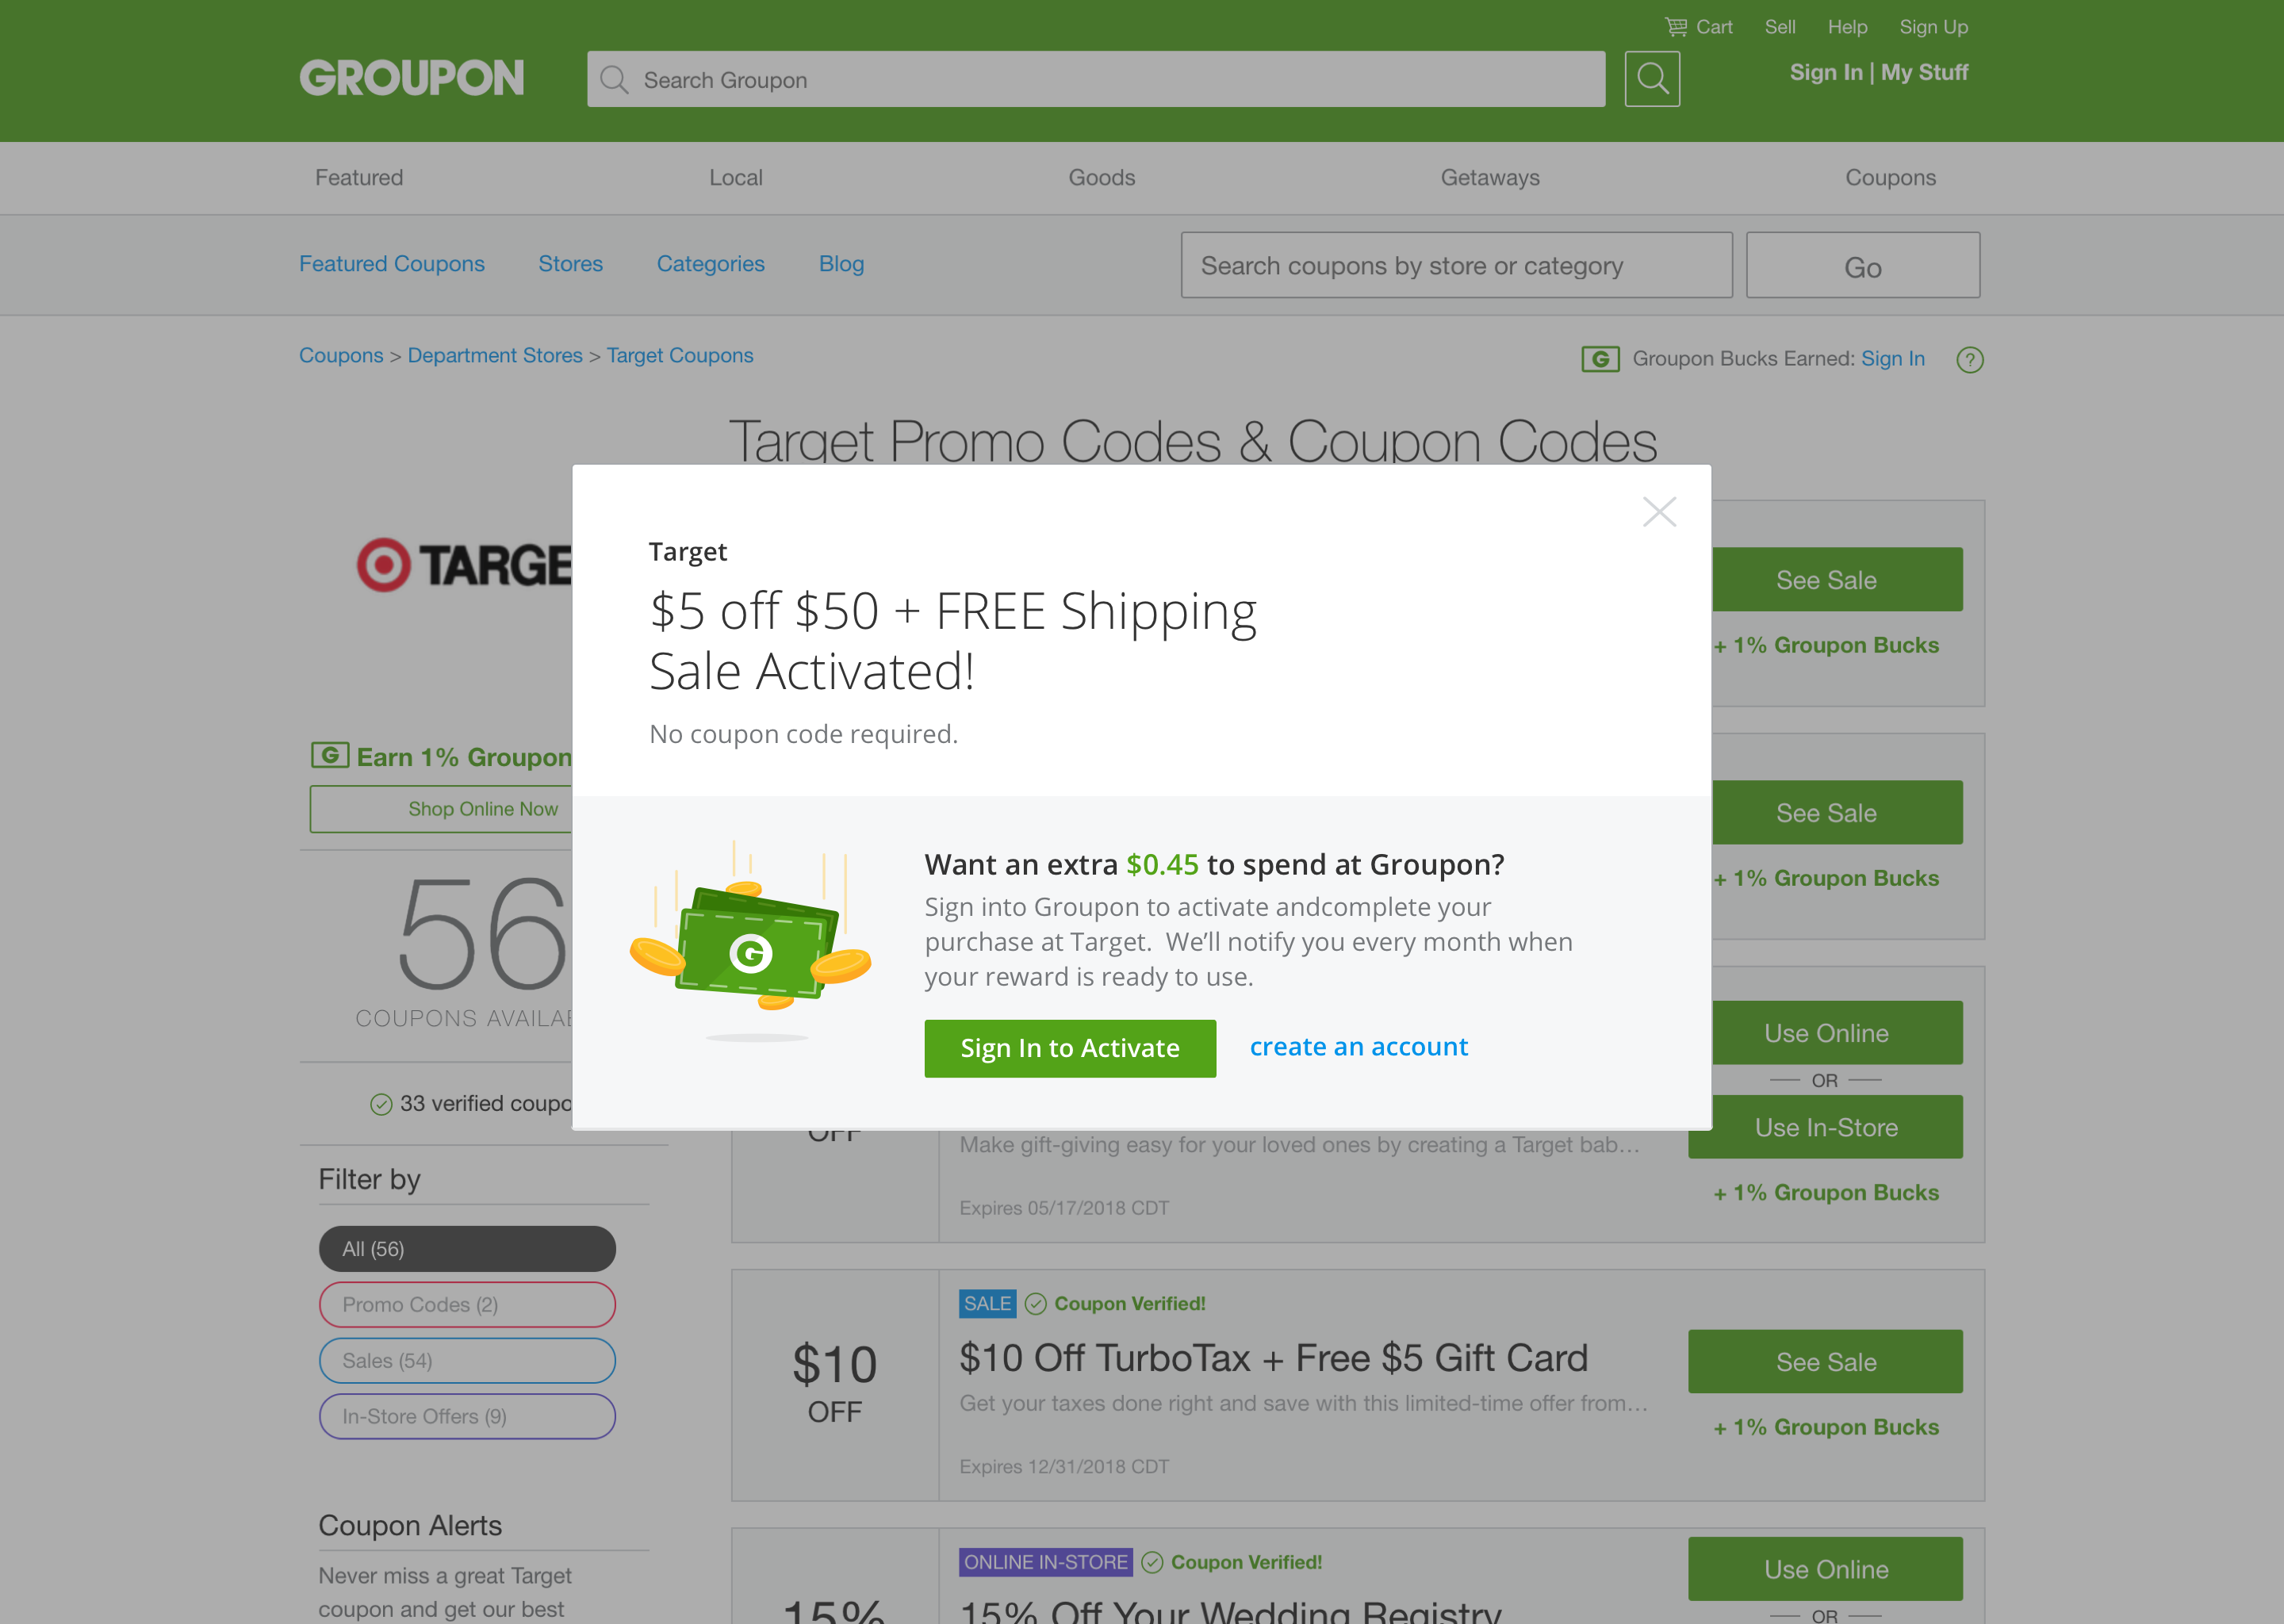 Cart Sell Help Sign Up
GROUPON
Search Groupon
Sign In | My Stuff
Featured Local Goods Getaways Coupons
Featured Coupons Stores Categories Blog
Search coupons by store or category
Go
Coupons > Department Stores > Target Coupons
G Groupon Bucks Earned: Sign In ?
Target Promo Codes & Coupon Codes
TARGE
G Earn 1% Groupon
Shop Online Now
56
COUPONS
33 verified
Filter by
All (56)
Promo Codes (2)
Sales (54)
In-Store Offers (9)
Coupon Alerts
Never miss a great Target
coupon and get our best
Target
$5 off $50 + FREE Shipping
Sale Activated!
No coupon code required.
G
Want an extra $0.45 to spend at Groupon?
Sign into Groupon to activate andcomplete your
purchase at Target. We'll notify you every month when
your reward is ready to use.
Sign In to Activate
create an account
See Sale
+ 1% Groupon Bucks
See Sale
+ 1% Groupon Bucks
OFF
Make gift-giving easy for your loved ones by creating a Target bab…
Expires 05/17/2018 CDT
Use Online
OR
Use In-Store
+ 1% Groupon Bucks
$10
OFF
SALE Coupon Verified!
$10 Off TurboTax + Free $5 Gift Card
Get your taxes done right and save with this limited-time offer from…
Expires 12/31/2018 CDT
See Sale
+ 1% Groupon Bucks
15%
ONLINE IN-STORE Coupon Verified!
15% Off Your Wedding Registry
Use Online
OR